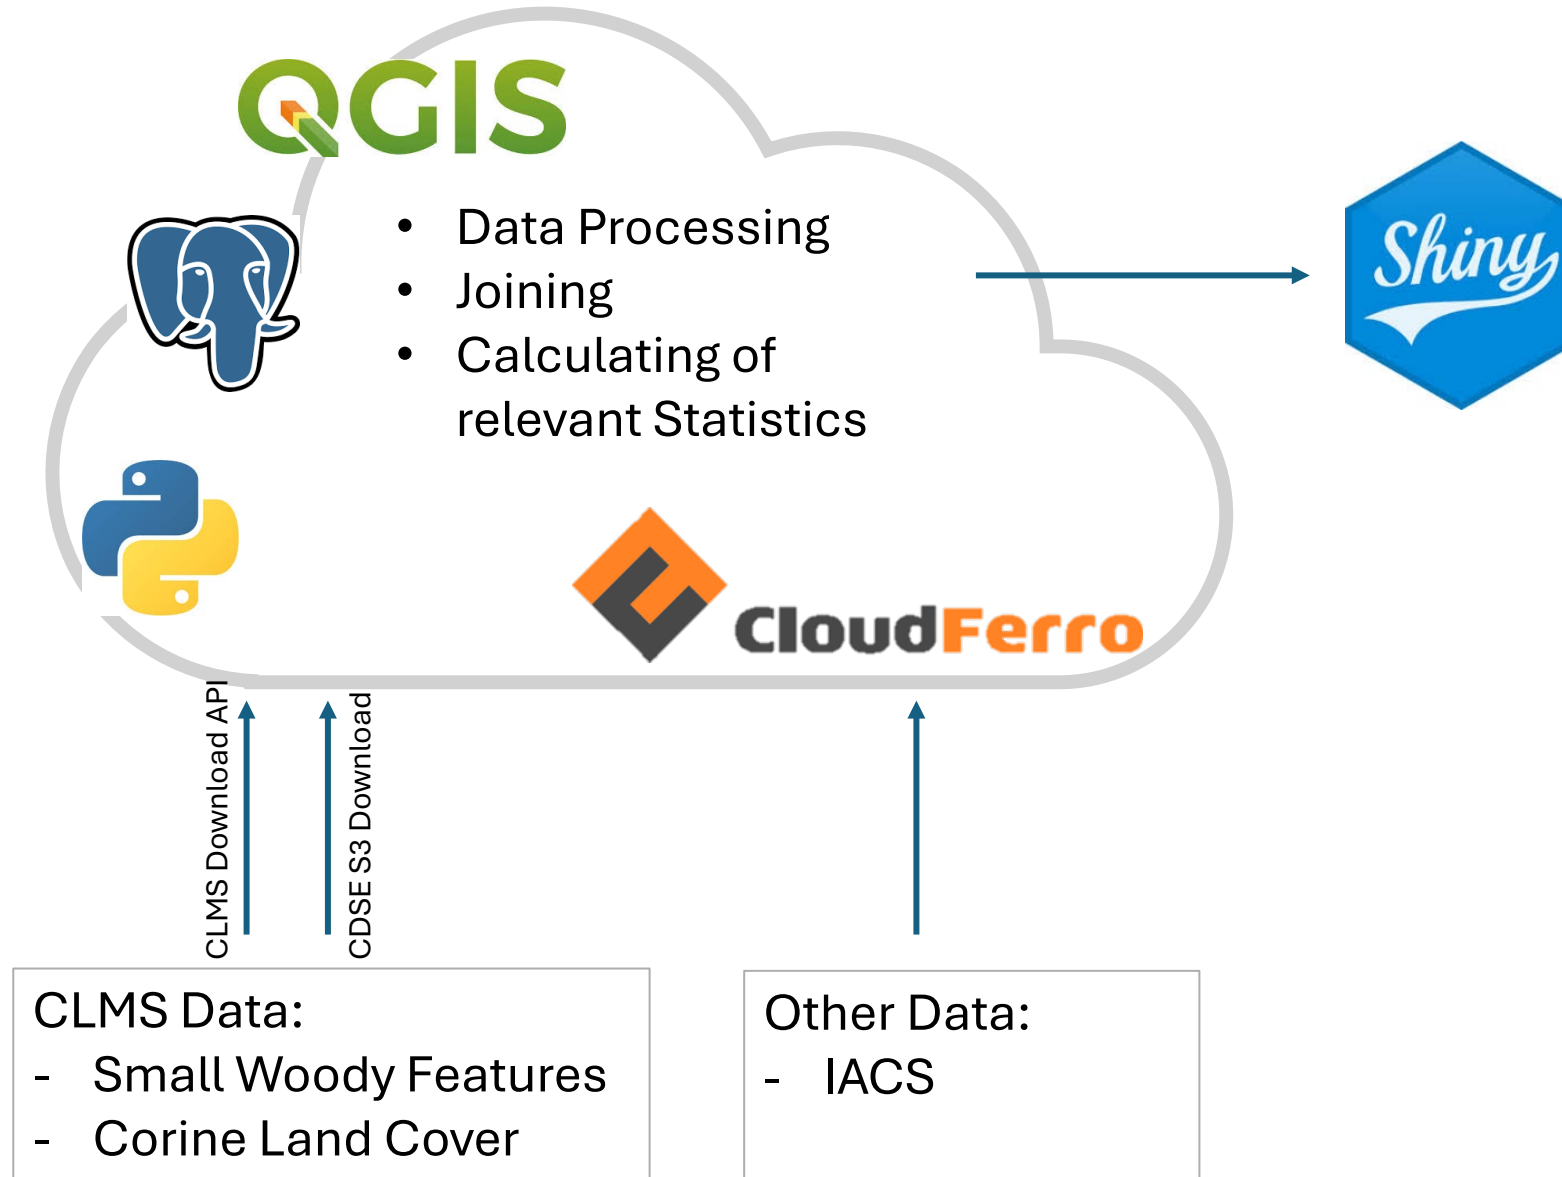 QGIS
• Data Processing
• Joining
• Calculating of
relevant Statistics
Shiny
CloudFerro
CLMS Download API
CDSE S3 Download
CLMS Data:
- Small Woody Features
- Corine Land Cover
Other Data:
- IACS